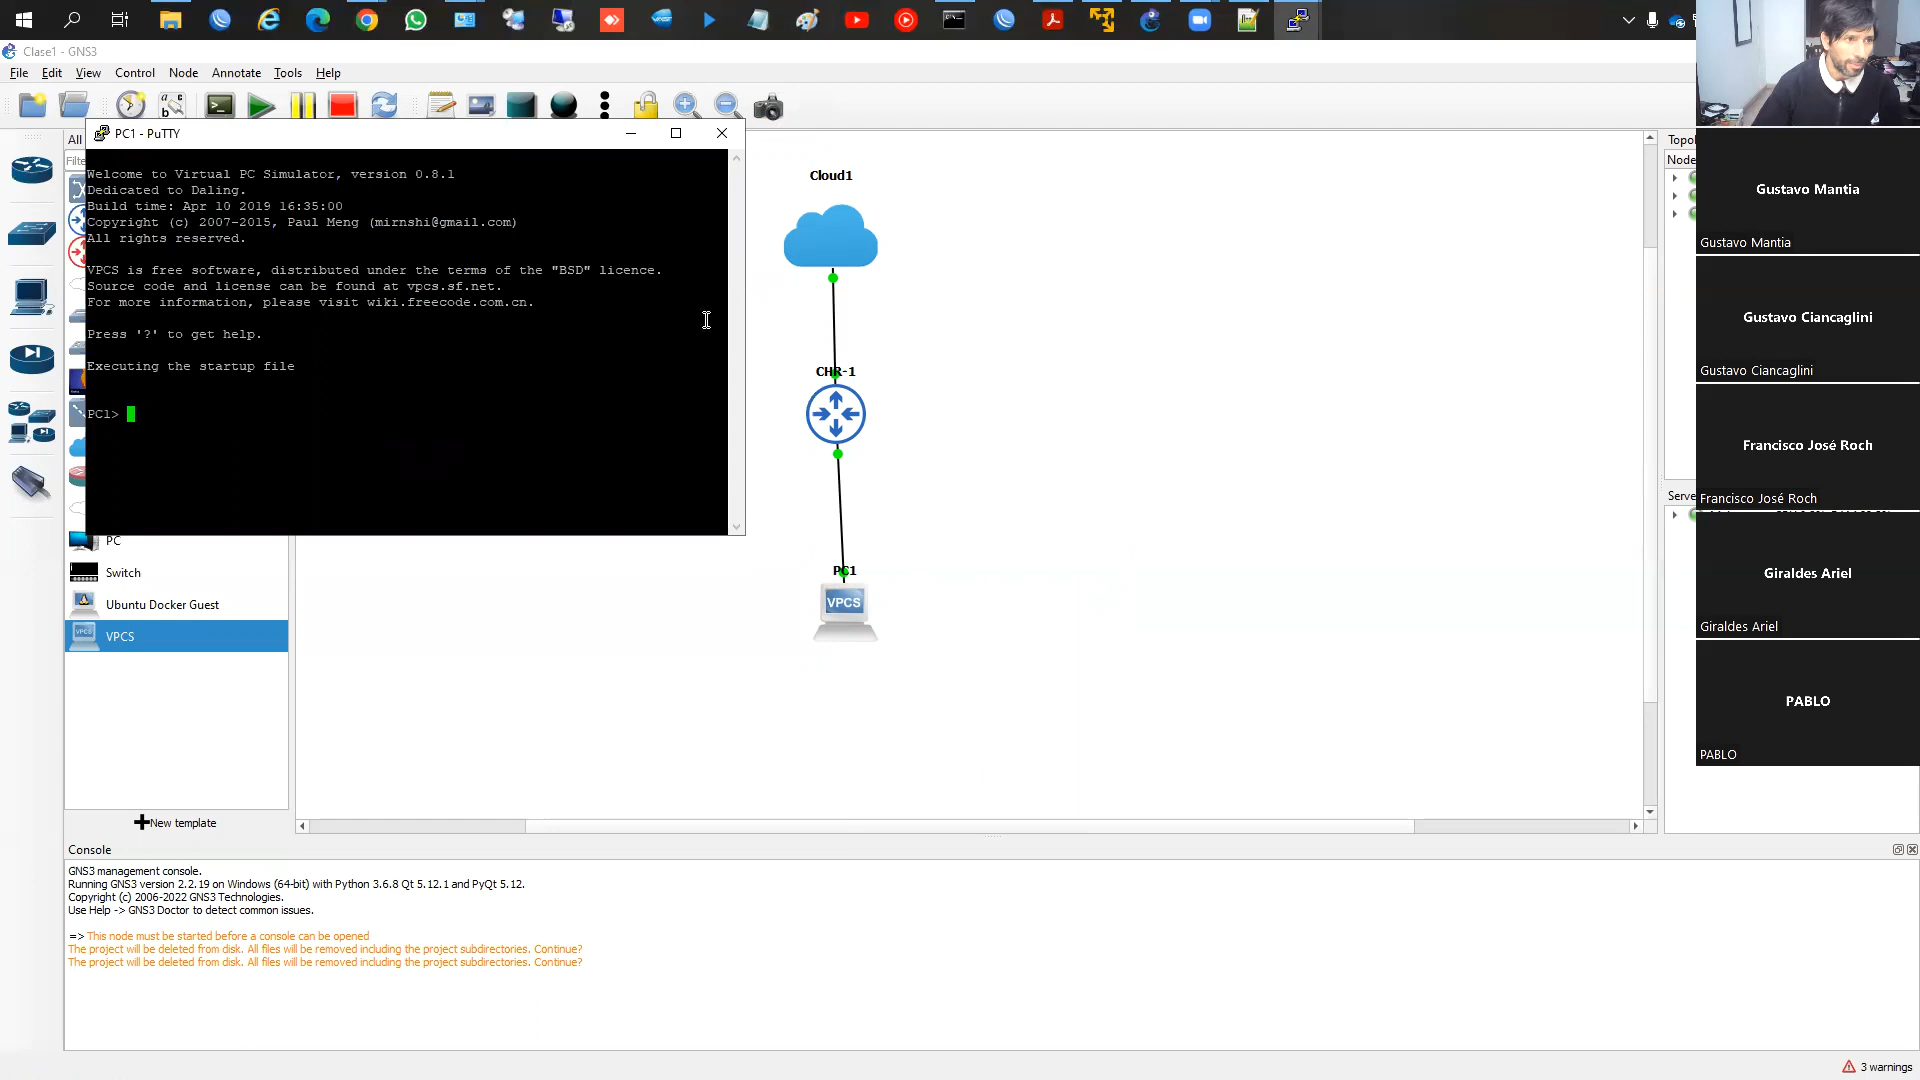 Clase1 - GNS3
File Edit View Control Node Annotate Tools Help
PC1 - PuTTY
Welcome to Virtual PC Simulator, version 0.8.1
Dedicated to Daling.
Build time: Apr 10 2019 16:35:00
Copyright (c) 2007-2015, Paul Meng (mirnshi@gmail.com)
All rights reserved.
VPCS is free software, distributed under the terms of the "BSD" licence.
Source code and license can be found at vpcs.sf.net.
For more information, please visit wiki.freecode.com.cn.
Press '?' to get help.
Executing the startup file
PC1>
All
PC
Switch
Ubuntu Docker Guest
VPCS
New template
Cloud1
CHR-1
PC1
VPCS
Topol
Node
Serve
Gustavo Mantia
Gustavo Mantia
Gustavo Ciancaglini
Gustavo Ciancaglini
Francisco José Roch
Francisco José Roch
Giraldes Ariel
Giraldes Ariel
PABLO
PABLO
Console
GNS3 management console.
Running GNS3 version 2.2.19 on Windows (64-bit) with Python 3.6.8 Qt 5.12.1 and PyQt 5.12.
Copyright (c) 2006-2022 GNS3 Technologies.
Use Help -> GNS3 Doctor to detect common issues.
=> This node must be started before a console can be opened
The project will be deleted from disk. All files will be removed including the project subdirectories. Continue?
The project will be deleted from disk. All files will be removed including the project subdirectories. Continue?
3 warnings